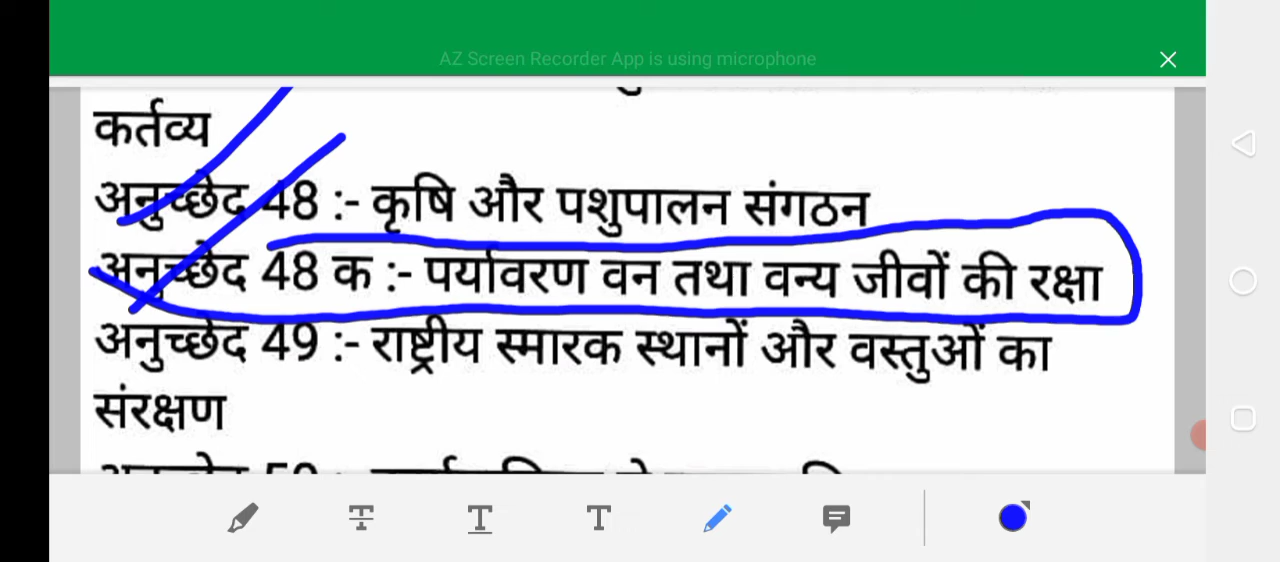 AZ Screen Recorder App is using microphone
कर्तव्य
अनुच्छेद 48 :- कृषि और पशुपालन संगठन
अनुच्छेद 48 क :- पर्यावरण वन तथा वन्य जीवों की रक्षा
अनुच्छेद 49 :- राष्ट्रीय स्मारक स्थानों और वस्तुओं का
संरक्षण